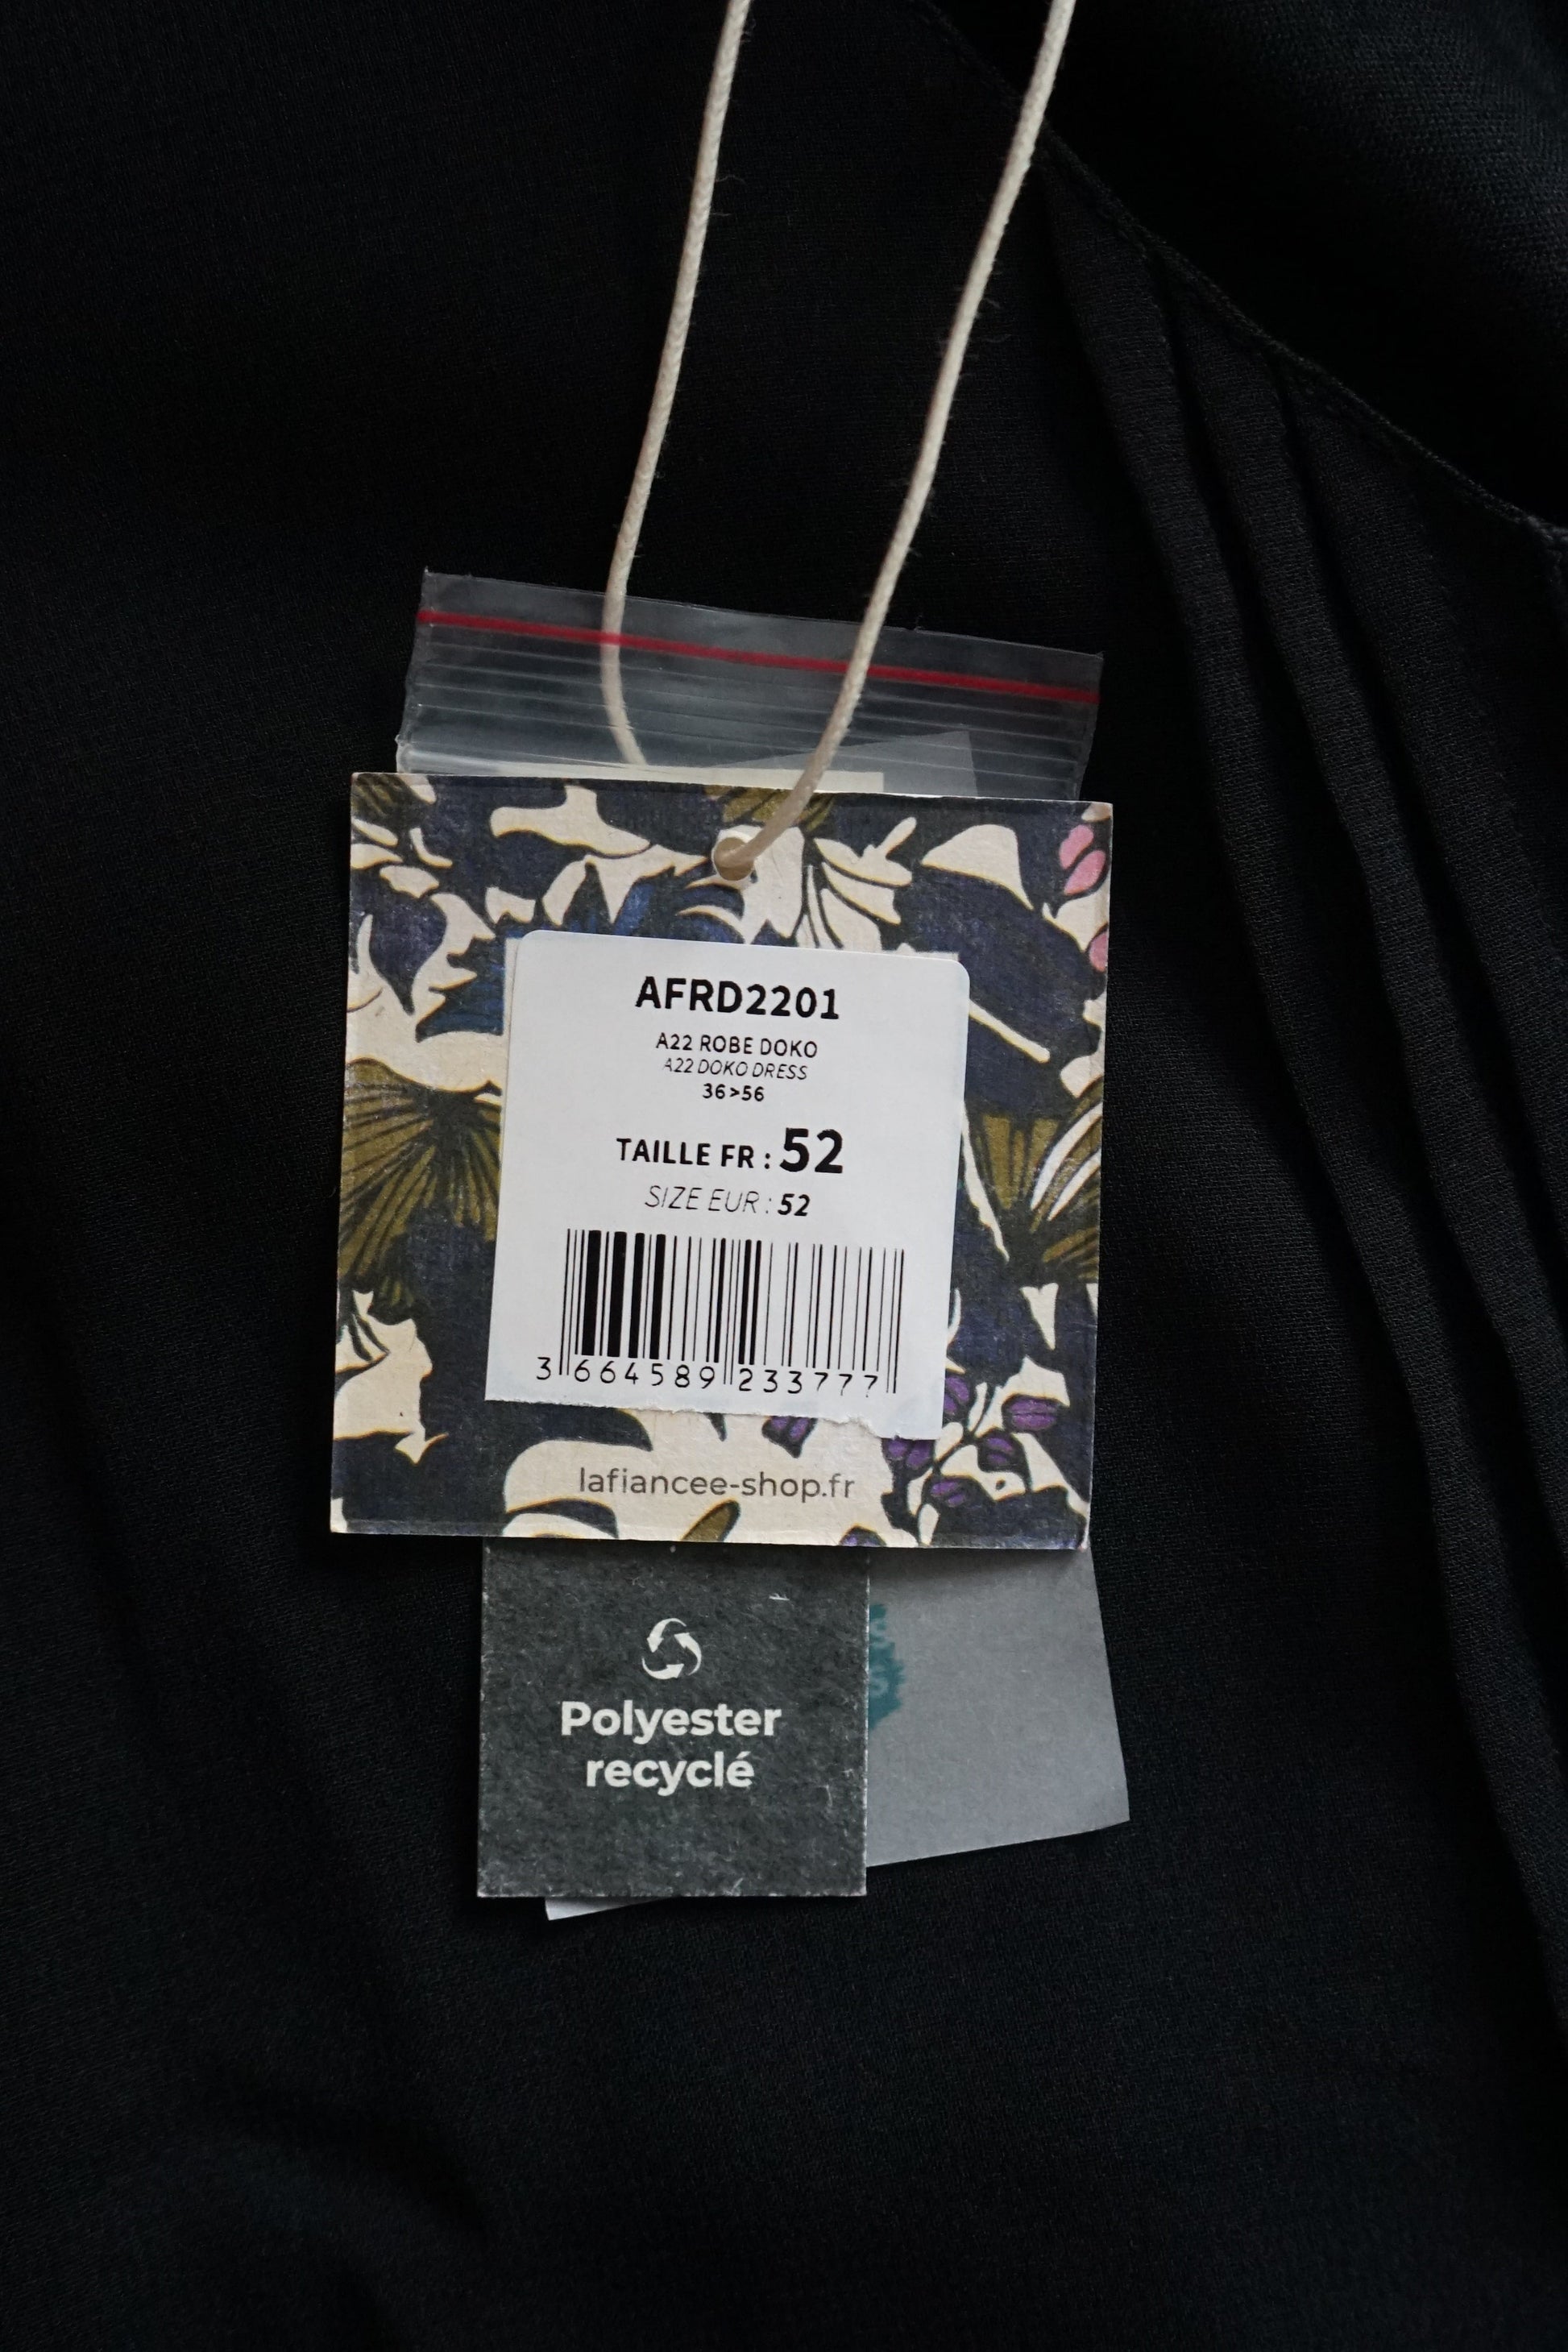 AFRD2201
A22 ROBE DOKO
A22 DOKO DRESS
36>56
TAILLE FR : 52
SIZE EUR : 52
3 664589 233777
lafiancee-shop.fr
Polyester
recyclé